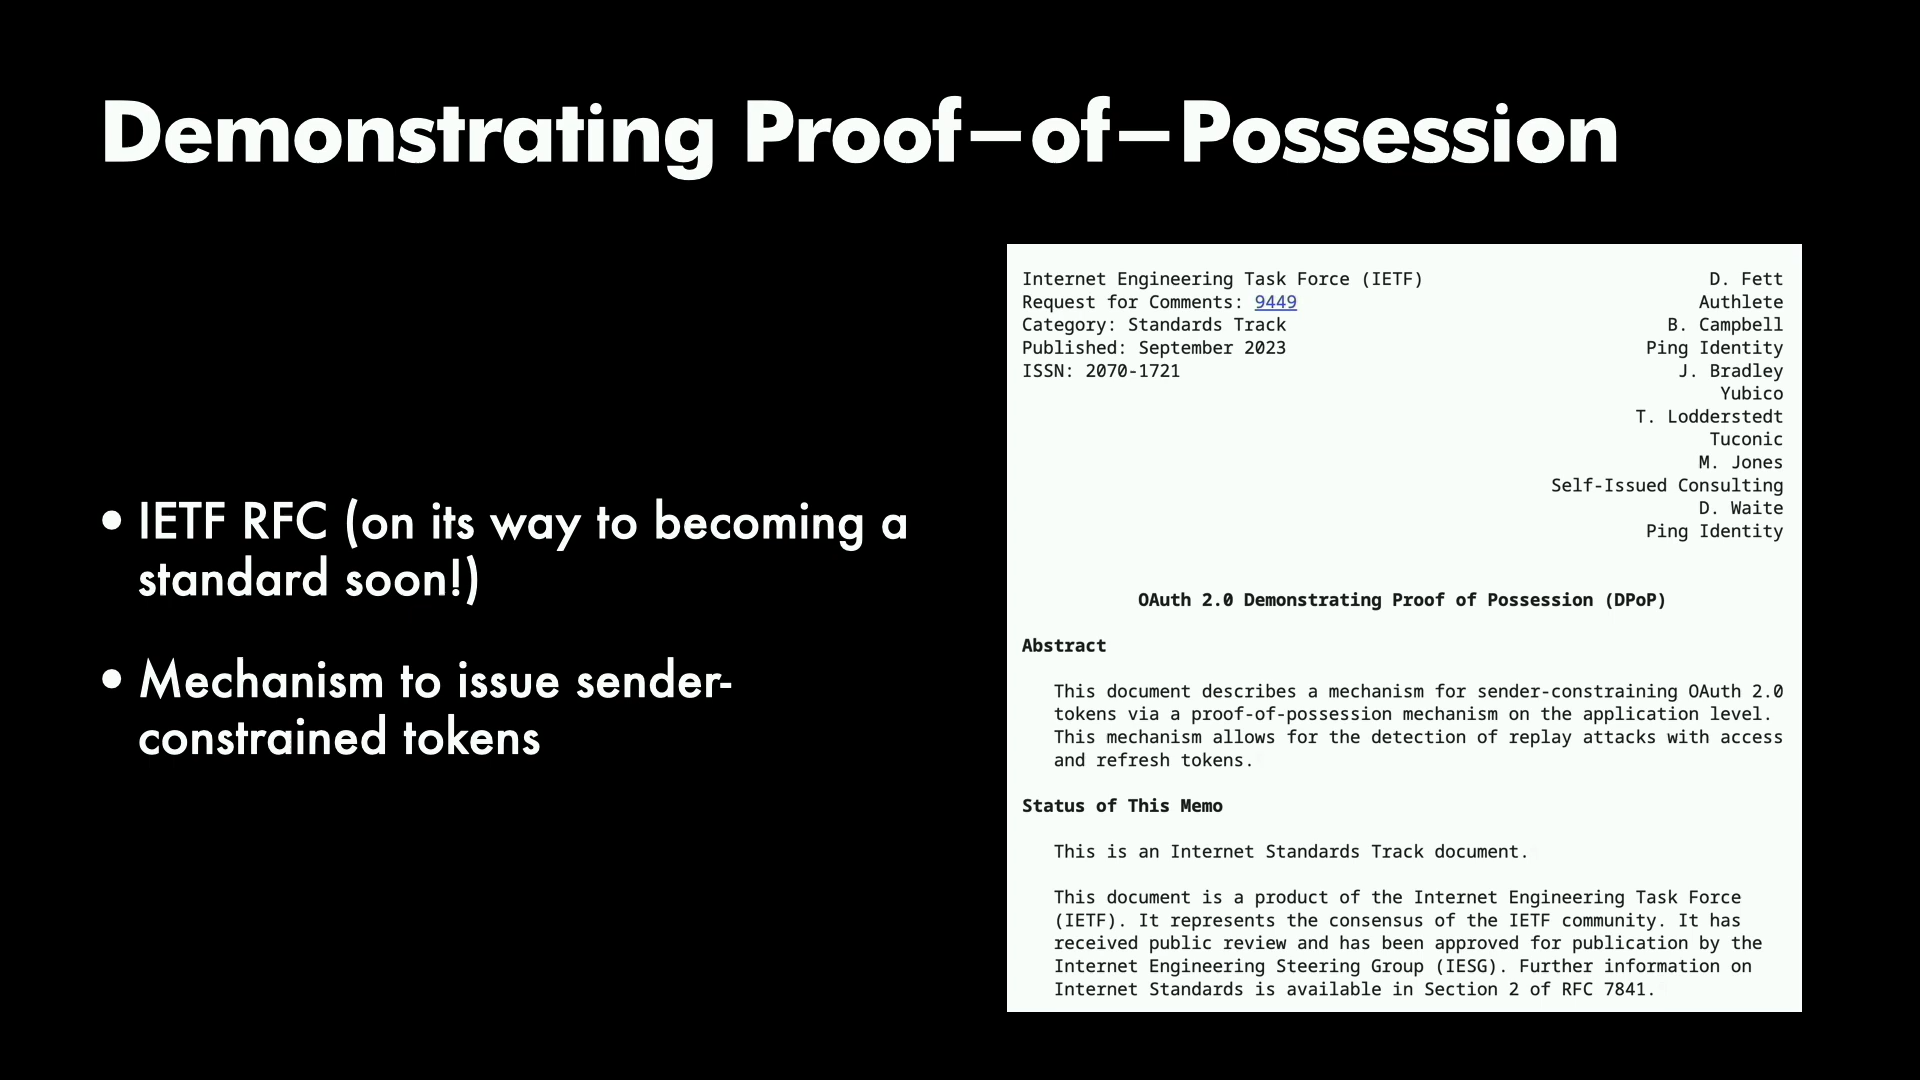 Demonstrating Proof–of–Possession
• IETF RFC (on its way to becoming a
standard soon!)
• Mechanism to issue sender-
constrained tokens
Internet Engineering Task Force (IETF) D. Fett
Request for Comments: 9449 Authlete
Category: Standards Track B. Campbell
Published: September 2023 Ping Identity
ISSN: 2070-1721 J. Bradley
Yubico
T. Lodderstedt
Tuconic
M. Jones
Self-Issued Consulting
D. Waite
Ping Identity
OAuth 2.0 Demonstrating Proof of Possession (DPoP)
Abstract
This document describes a mechanism for sender-constraining OAuth 2.0
tokens via a proof-of-possession mechanism on the application level.
This mechanism allows for the detection of replay attacks with access
and refresh tokens.
Status of This Memo
This is an Internet Standards Track document.
This document is a product of the Internet Engineering Task Force
(IETF). It represents the consensus of the IETF community. It has
received public review and has been approved for publication by the
Internet Engineering Steering Group (IESG). Further information on
Internet Standards is available in Section 2 of RFC 7841.